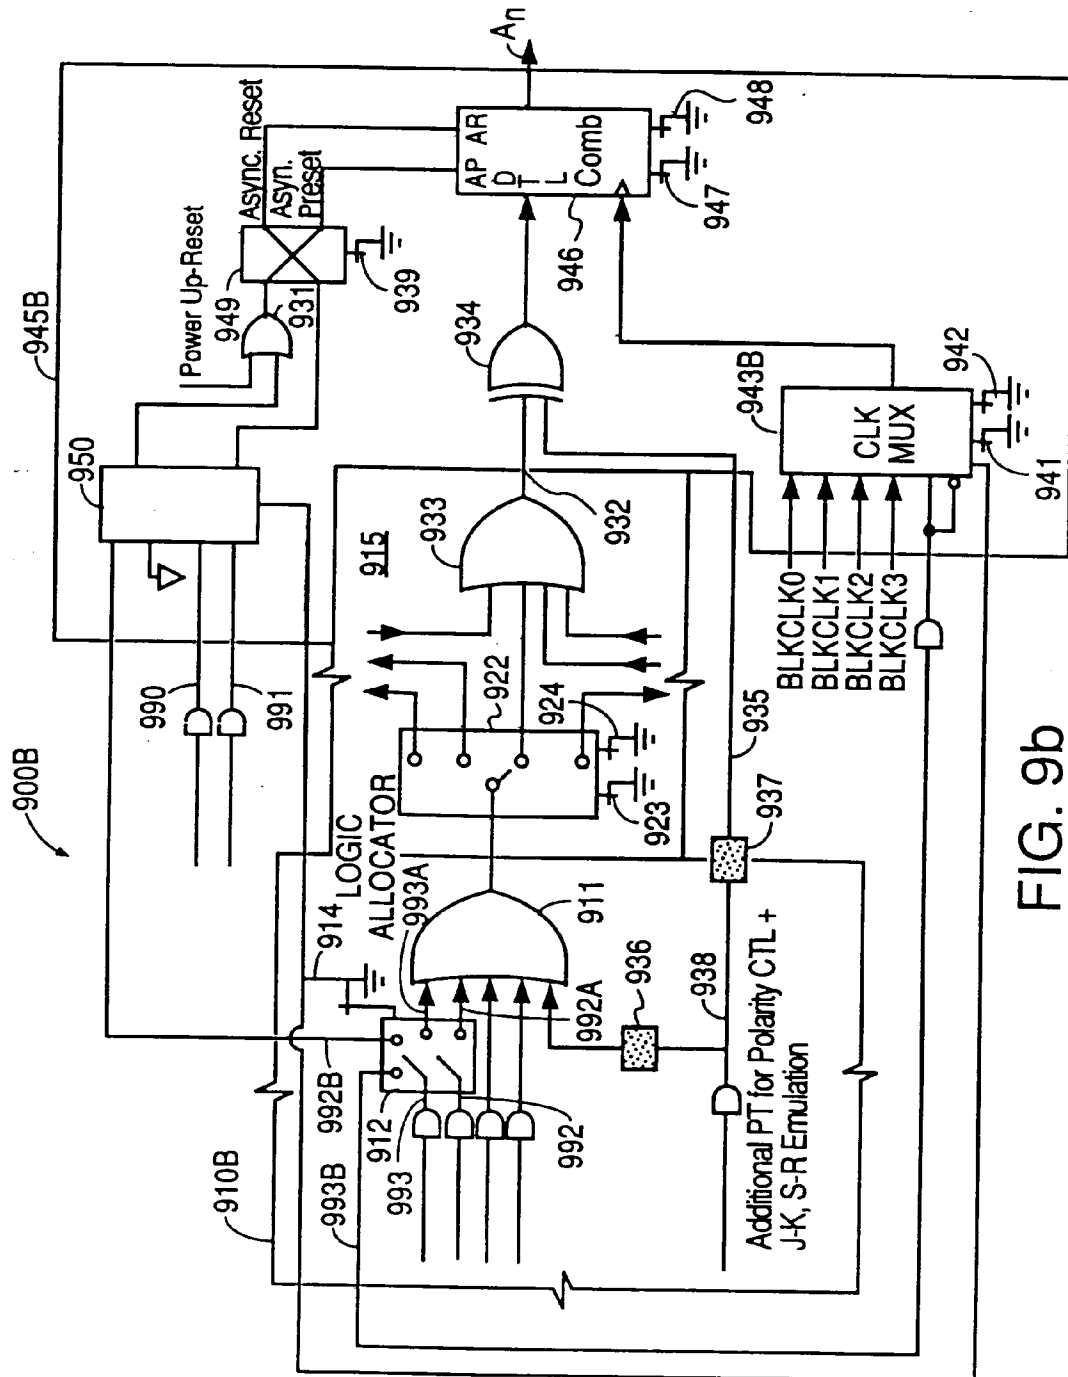 900B
945B
An
Async. Reset
Asyn.
Preset
Power Up-Reset
949
931
939
AP AR
D
T
L
Comb
948
947
946
950
990
991
934
933
932
915
943B
CLK
MUX
942
941
BLKCLK0
BLKCLK1
BLKCLK2
BLKCLK3
922
924
923
935
937
LOGIC
ALLOCATOR
914
993A
911
992A
936
938
992B
912
993
992
993B
910B
Additional PT for Polarity CTL +
J-K, S-R Emulation
FIG. 9b